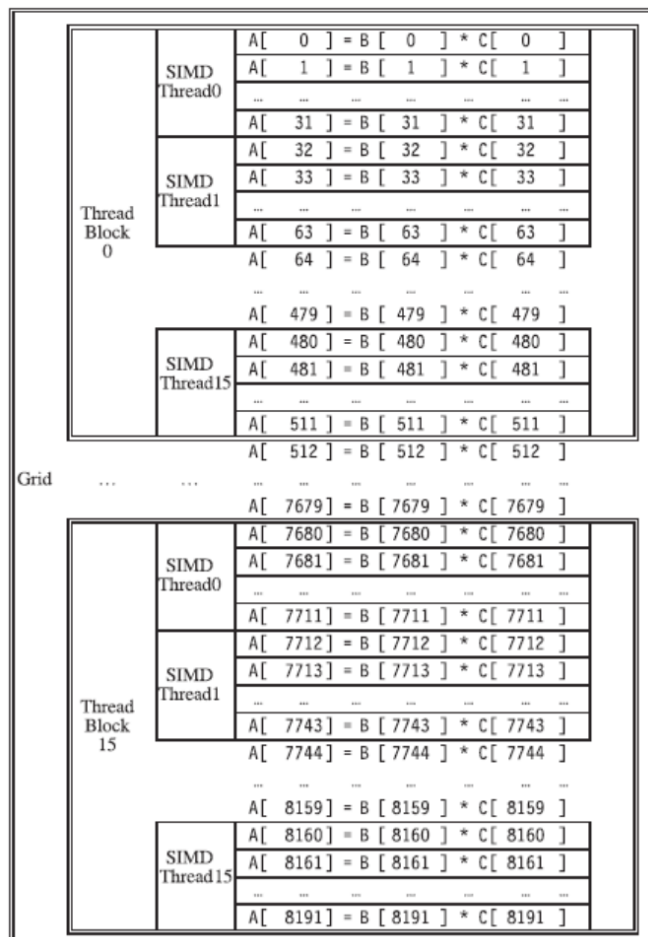 A[ 0 ] = B [ 0 ] * C[ 0 ]
SIMD Thread0
A[ 1 ] = B [ 1 ] * C[ 1 ]
... ... ... ... ... ... ...
A[ 31 ] = B [ 31 ] * C[ 31 ]
A[ 32 ] = B [ 32 ] * C[ 32 ]
SIMD Thread1
A[ 33 ] = B [ 33 ] * C[ 33 ]
... ... ... ... ... ... ...
Thread Block 0
A[ 63 ] = B [ 63 ] * C[ 63 ]
A[ 64 ] = B [ 64 ] * C[ 64 ]
... ... ... ... ... ... ...
A[ 479 ] = B [ 479 ] * C[ 479 ]
A[ 480 ] = B [ 480 ] * C[ 480 ]
SIMD Thread15
A[ 481 ] = B [ 481 ] * C[ 481 ]
... ... ... ... ... ... ...
A[ 511 ] = B [ 511 ] * C[ 511 ]
A[ 512 ] = B [ 512 ] * C[ 512 ]
Grid ... ... ... ... ... ... ... ... ...
A[ 7679] = B [ 7679 ] * C[ 7679 ]
A[ 7680] = B [ 7680 ] * C[ 7680 ]
SIMD Thread0
A[ 7681] = B [ 7681 ] * C[ 7681 ]
... ... ... ... ... ... ...
A[ 7711] = B [ 7711 ] * C[ 7711 ]
A[ 7712] = B [ 7712 ] * C[ 7712 ]
SIMD Thread1
A[ 7713] = B [ 7713 ] * C[ 7713 ]
... ... ... ... ... ... ...
Thread Block 15
A[ 7743] = B [ 7743 ] * C[ 7743 ]
A[ 7744] = B [ 7744 ] * C[ 7744 ]
... ... ... ... ... ... ...
A[ 8159] = B [ 8159 ] * C[ 8159 ]
A[ 8160] = B [ 8160 ] * C[ 8160 ]
SIMD Thread15
A[ 8161] = B [ 8161 ] * C[ 8161 ]
... ... ... ... ... ... ...
A[ 8191] = B [ 8191 ] * C[ 8191 ]